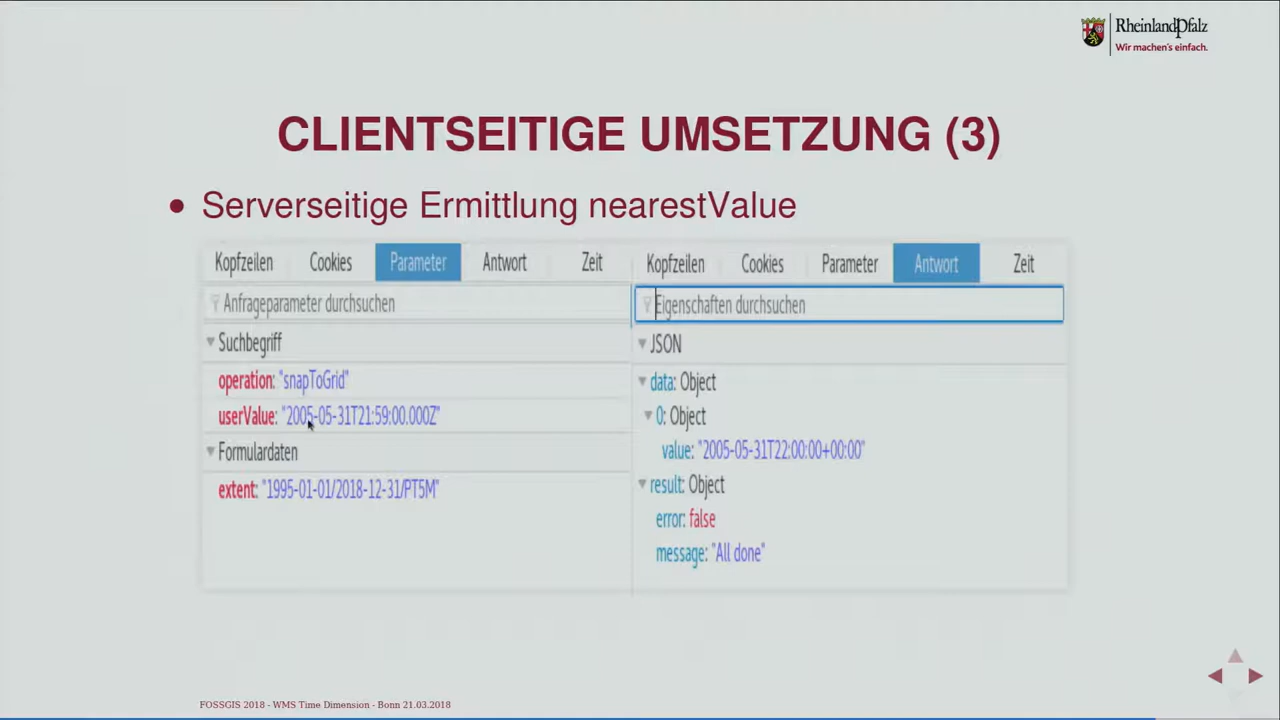 RheinlandPfalz
Wir machen's einfach.
CLIENTSEITIGE UMSETZUNG (3)
• Serverseitige Ermittlung nearestValue
Kopfzeilen Cookies Parameter Antwort Zeit
Anfrageparameter durchsuchen
Suchbegriff
operation: "snapToGrid"
userValue: "2005-05-31T21:59:00.000Z"
Formulardaten
extent: "1995-01-01/2018-12-31/PT5M"
Kopfzeilen Cookies Parameter Antwort Zeit
Eigenschaften durchsuchen
JSON
data: Object
0: Object
value: "2005-05-31T22:00:00+00:00"
result: Object
error: false
message: "All done"
FOSSGIS 2018 - WMS Time Dimension - Bonn 21.03.2018